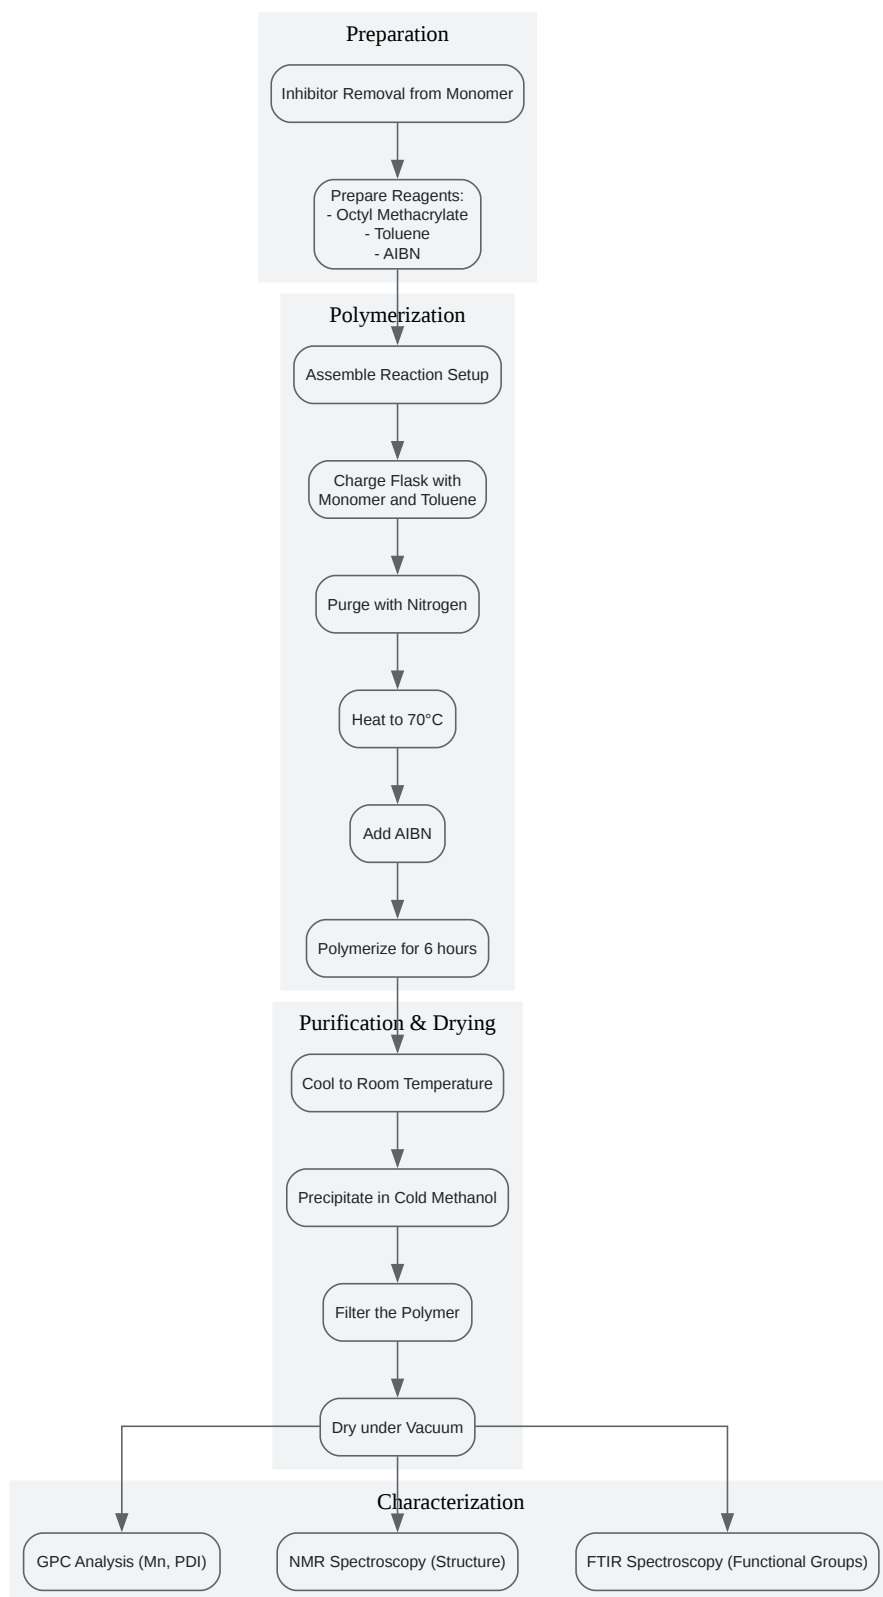 Preparation
Inhibitor Removal from Monomer
Prepare Reagents:
- Octyl Methacrylate
- Toluene
- AIBN
Polymerization
Assemble Reaction Setup
Charge Flask with
Monomer and Toluene
Purge with Nitrogen
Heat to 70°C
Add AIBN
Polymerize for 6 hours
Purification & Drying
Cool to Room Temperature
Precipitate in Cold Methanol
Filter the Polymer
Dry under Vacuum
Characterization
GPC Analysis (Mn, PDI)
NMR Spectroscopy (Structure)
FTIR Spectroscopy (Functional Groups)